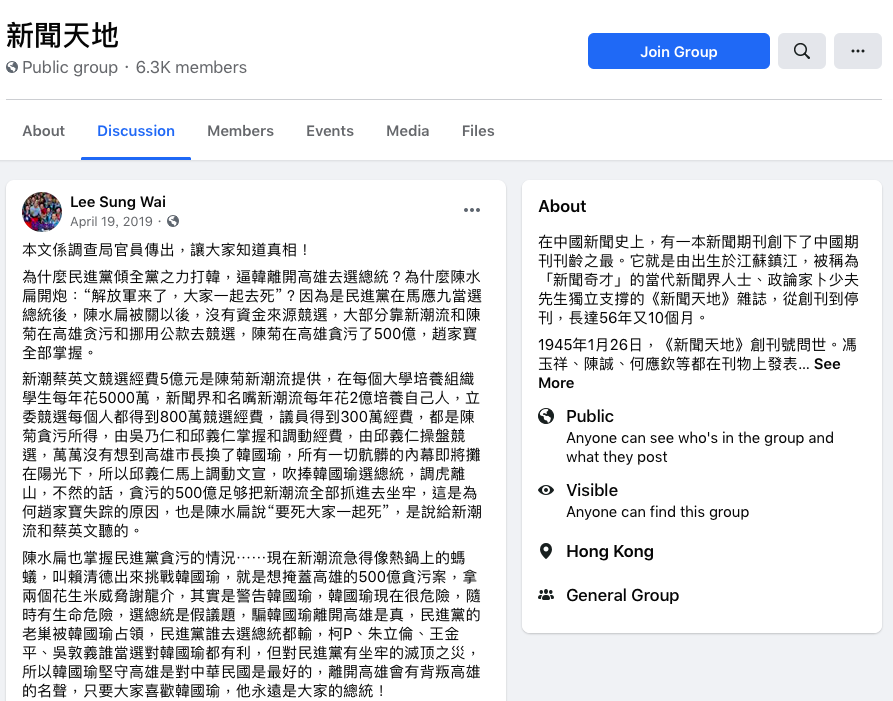 新聞天地
Public group · 6.3K members
Join Group
About
Discussion
Members
Events
Media
Files
Lee Sung Wai
April 19, 2019 ·
本文係調查局官員傳出，讓大家知道真相！
為什麼民進黨傾全黨之力打韓，逼韓離開高雄去選總統？為什麼陳水
扁開炮：“解放軍来了，大家一起去死”？因為是民進黨在馬應九當選
總統後，陳水扁被關以後，沒有資金來源競選，大部分靠新潮流和陳
菊在高雄贪污和挪用公款去競選，陳菊在高雄貪污了500億，趙家寶
全部掌握。
新潮蔡英文競選經費5億元是陳菊新潮流提供，在每個大學培養組織
學生每年花5000萬，新聞界和名嘴新潮流每年花2億培養自己人，立
委競選每個人都得到800萬競選經費，議員得到300萬經費，都是陳
菊貪污所得，由吳乃仁和邱義仁掌握和調動經費，由邱義仁操盤競
選，萬萬沒有想到高雄市長換了韓國瑜，所有一切骯髒的內幕即將攤
在陽光下，所以邱義仁馬上調動文宣，吹捧韓國瑜選總統，調虎離
山，不然的話，貪污的500億足够把新潮流全部抓進去坐牢，這是為
何趙家寶失踪的原因，也是陳水扁說“要死大家一起死”，是說給新潮
流和蔡英文聽的。
陳水扁也掌握民進黨貪污的情況⋯⋯現在新潮流急得像熱鍋上的螞
蟻，叫賴清德出來挑戰韓國瑜，就是想掩蓋高雄的500億貪污案，拿
兩個花生米威脅謝龍介，其實是警告韓國瑜，韓國瑜現在很危險，隨
時有生命危險，選總統是假議題，騙韓國瑜離開高雄是真，民進黨的
老巢被韓國瑜占領，民進黨誰去選總統都輸，柯P、朱立倫、王金
平、吳敦義誰當選對韓國瑜都有利，但對民進黨有坐牢的滅顶之災，
所以韓國瑜堅守高雄是對中華民國是最好的，離開高雄會有背叛高雄
的名聲，只要大家喜歡韓國瑜，他永遠是大家的總統！
About
在中國新聞史上，有一本新聞期刊創下了中國期
刊刊齡之最。它就是由出生於江蘇鎮江，被稱為
「新聞奇才」的當代新聞界人士、政論家卜少夫
先生獨立支撐的《新聞天地》雜誌，從創刊到停
刊，長達56年又10個月。
1945年1月26日，《新聞天地》創刊號問世。馮
玉祥、陳誠、何應欽等都在刊物上發表... See
More
Public
Anyone can see who's in the group and
what they post
Visible
Anyone can find this group
Hong Kong
General Group